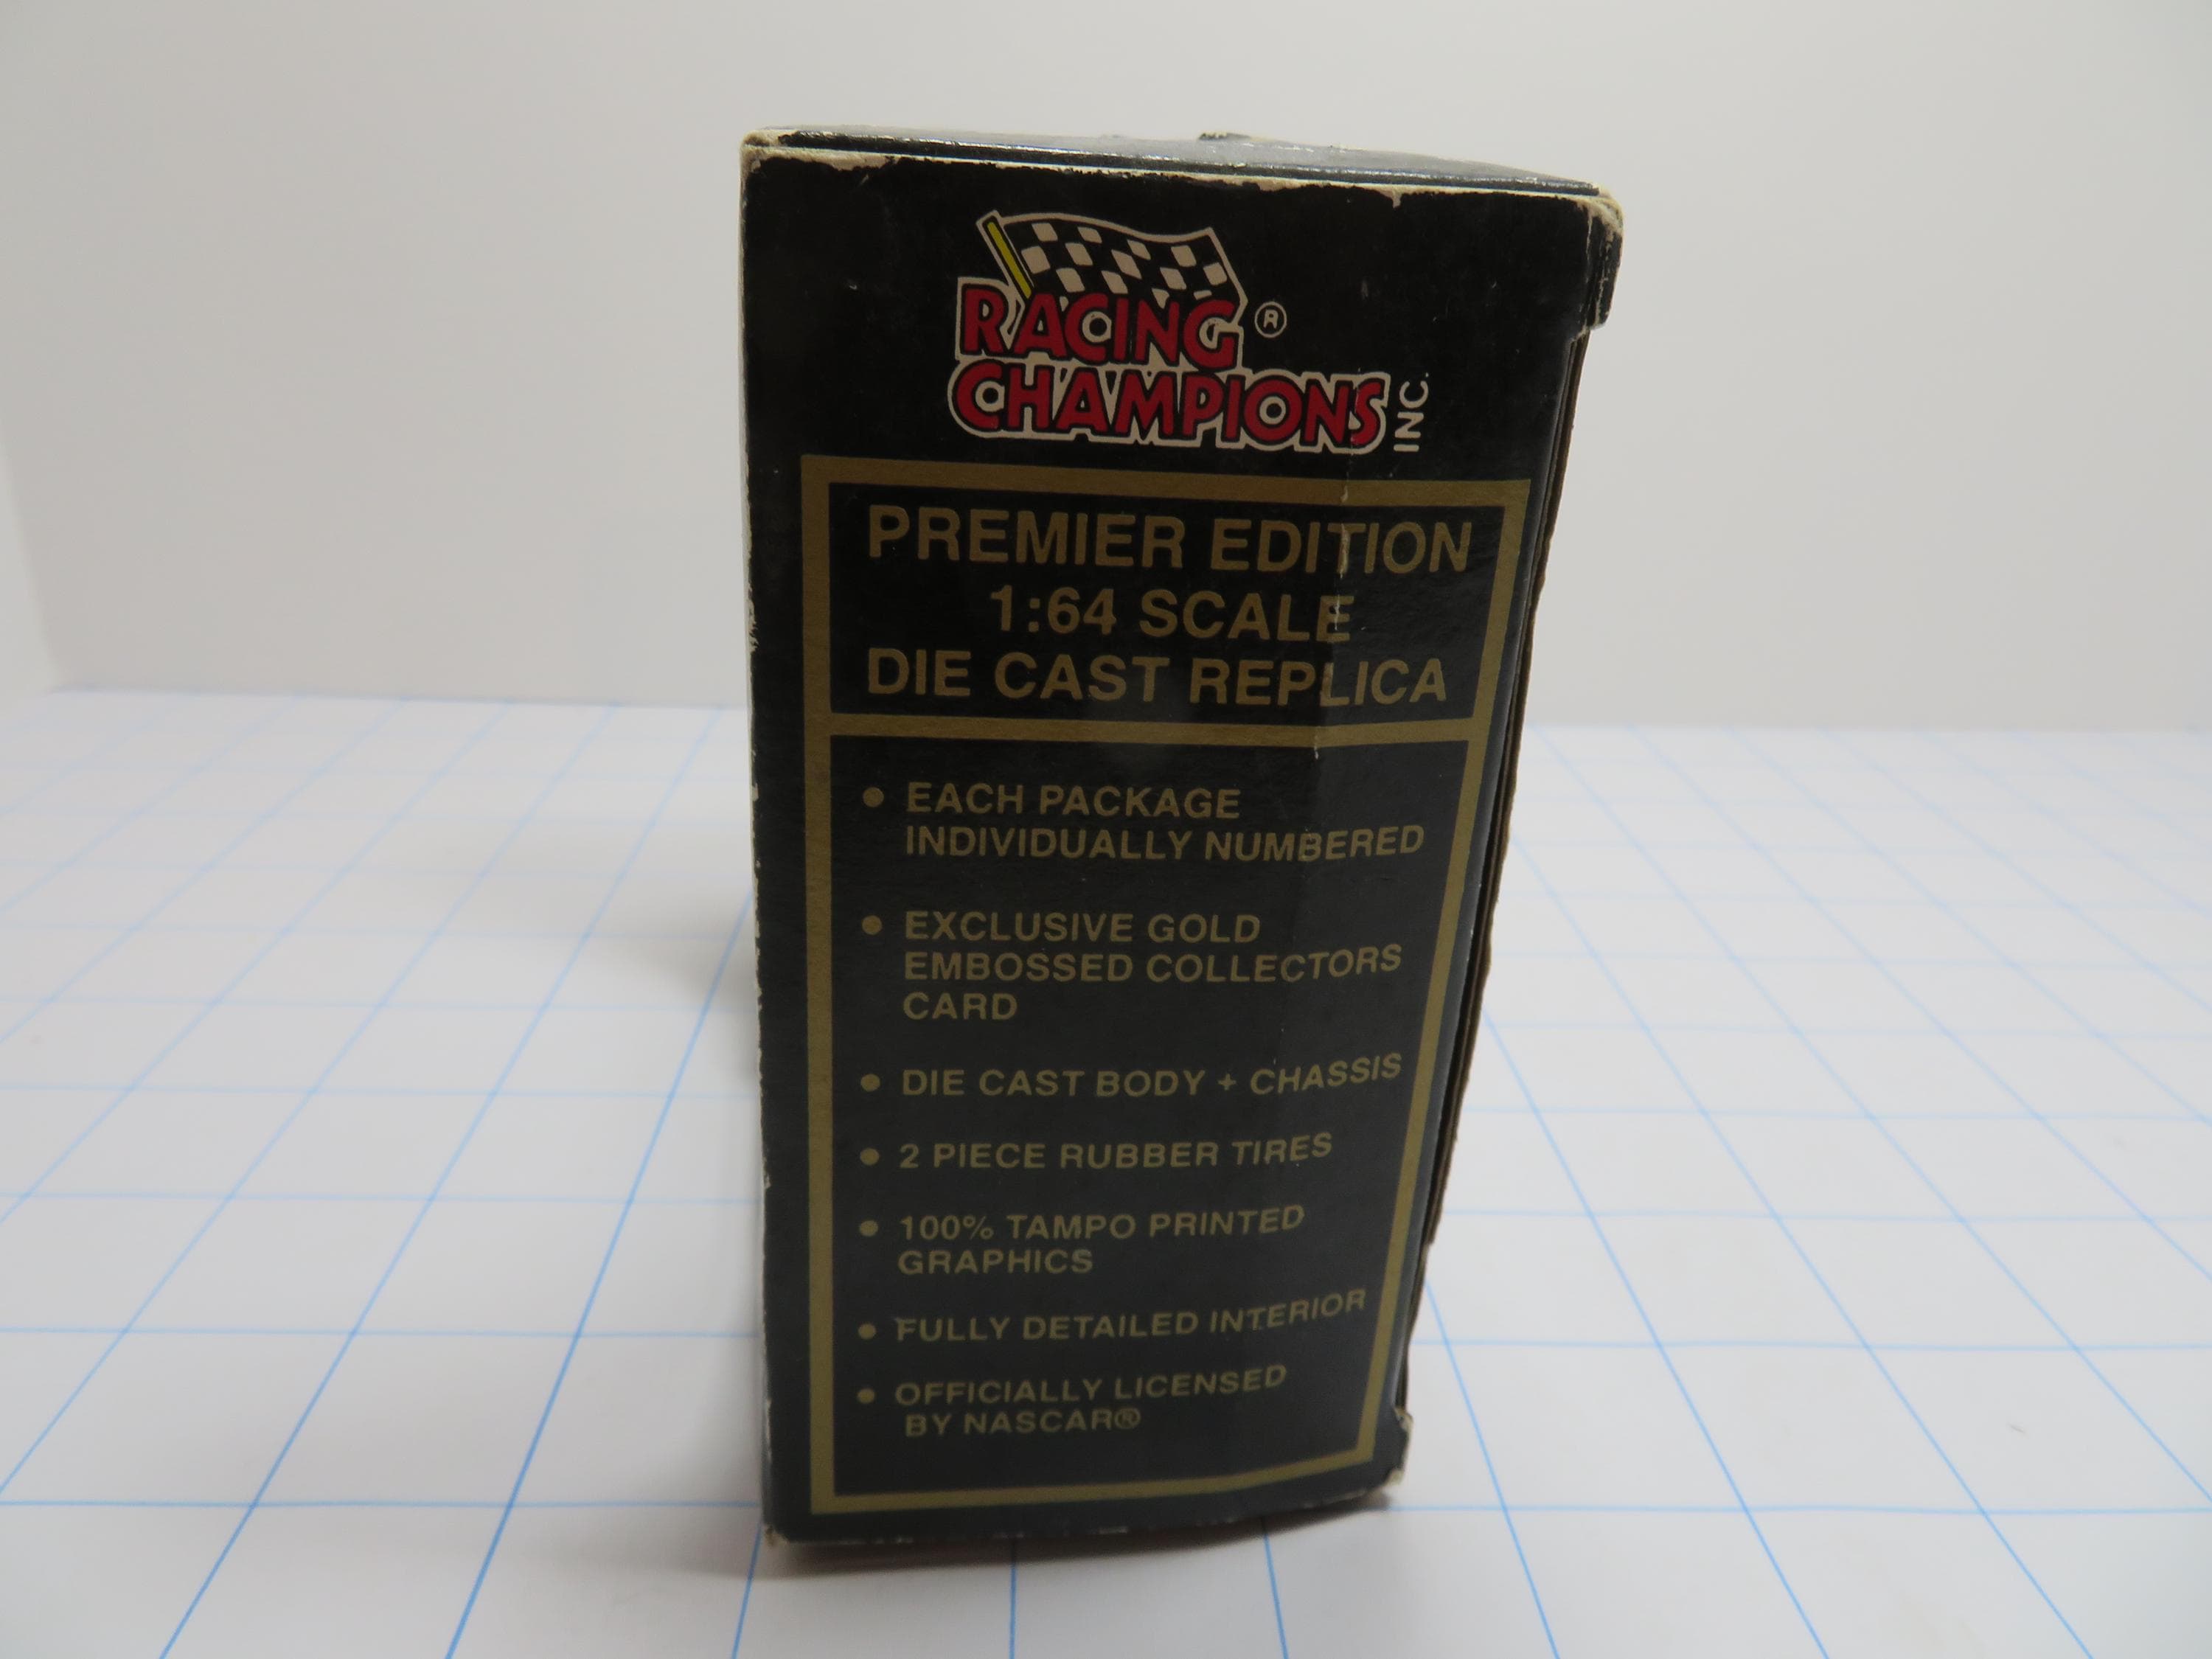 RACING ®
CHAMPIONS INC.
PREMIER EDITION
1:64 SCALE
DIE CAST REPLICA
• EACH PACKAGE
INDIVIDUALLY NUMBERED
• EXCLUSIVE GOLD
EMBOSSED COLLECTORS
CARD
• DIE CAST BODY + CHASSIS
• 2 PIECE RUBBER TIRES
• 100% TAMPO PRINTED
GRAPHICS
• FULLY DETAILED INTERIOR
• OFFICIALLY LICENSED
BY NASCAR®